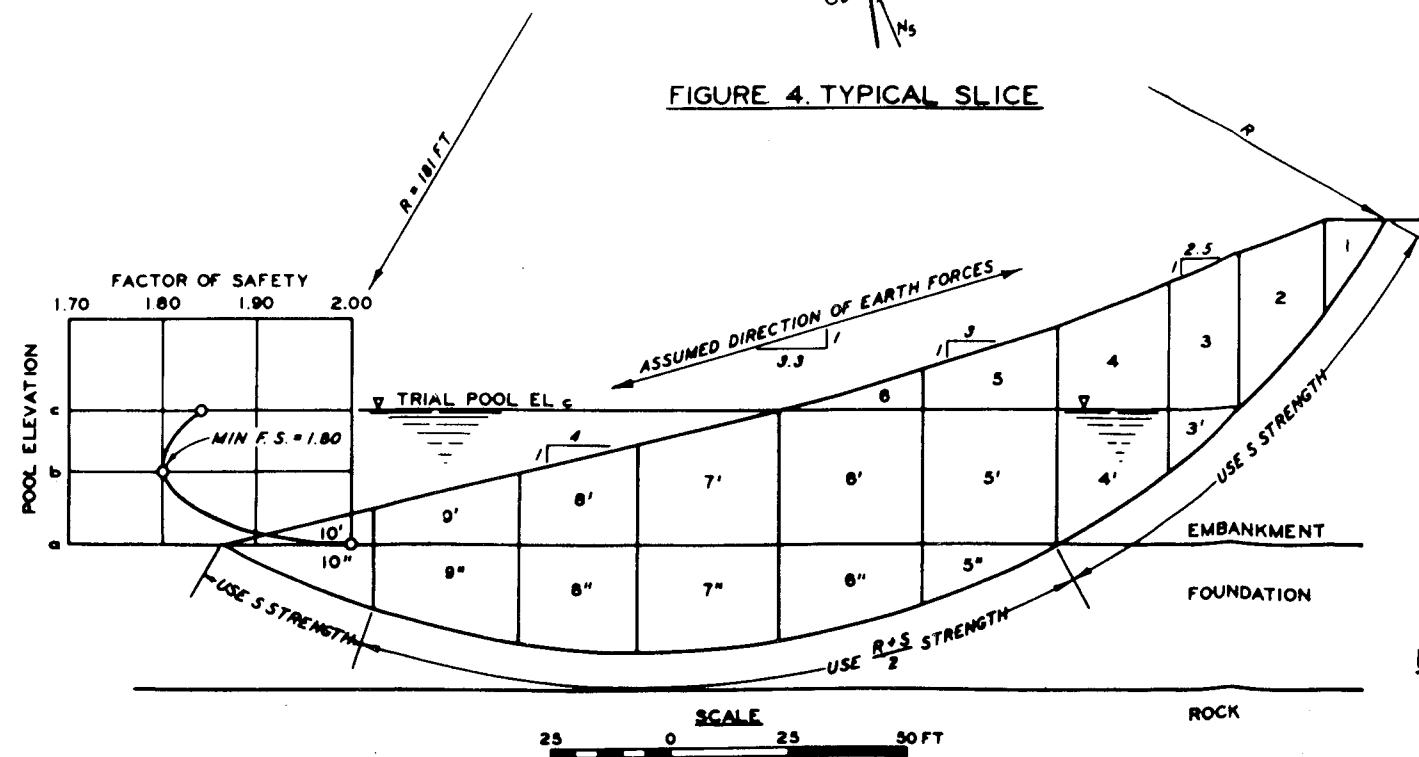 N5
FIGURE 4. TYPICAL SLICE
R = 181 FT
R
FACTOR OF SAFETY
1.70 1.80 1.90 2.00
POOL ELEVATION
c
b
a
MIN F. S. = 1.80
TRIAL POOL EL c
ASSUMED DIRECTION OF EARTH FORCES
1
3.3
1
4
1
3
1
2.5
1
2
3
4
5
6
3'
4'
5'
6'
7'
8'
9'
10'
5"
6"
7"
8"
9"
10"
USE S STRENGTH
USE R+S/2 STRENGTH
USE S STRENGTH
EMBANKMENT
FOUNDATION
ROCK
SCALE
25 0 25 50 FT